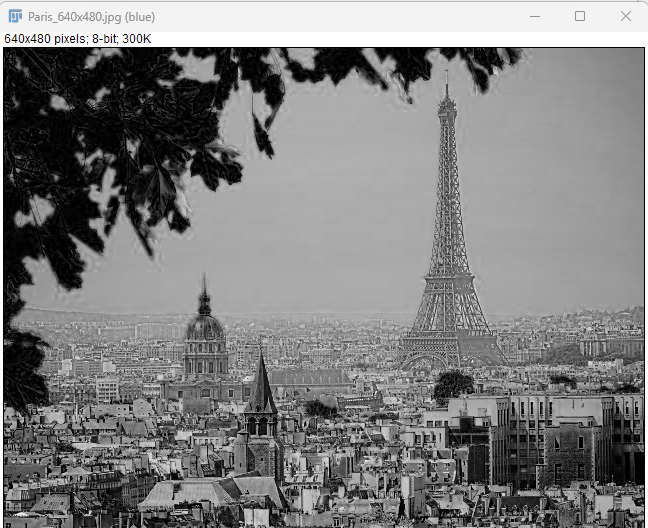 Paris_640x480.jpg (blue)
640x480 pixels; 8-bit; 300K